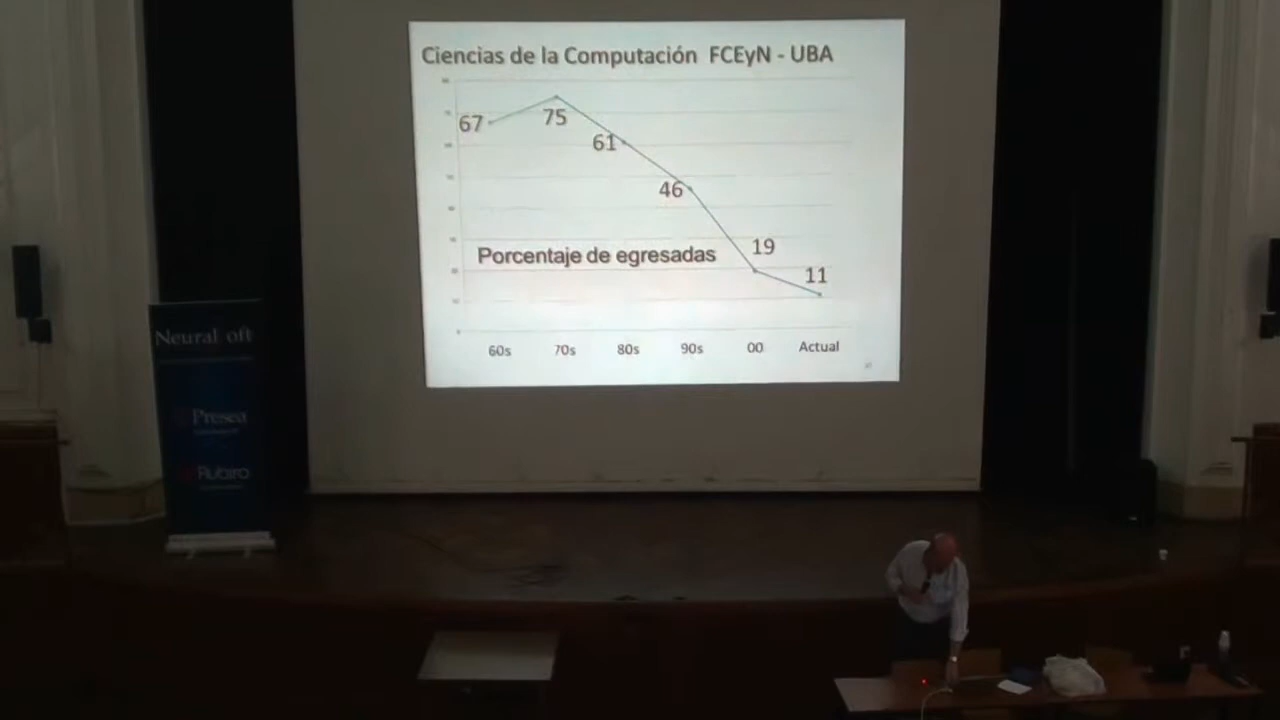 Ciencias de la Computación FCEyN - UBA
67
75
61
46
19
11
Porcentaje de egresadas
60s 70s 80s 90s 00 Actual
Neural oft
Presea
Rubiro